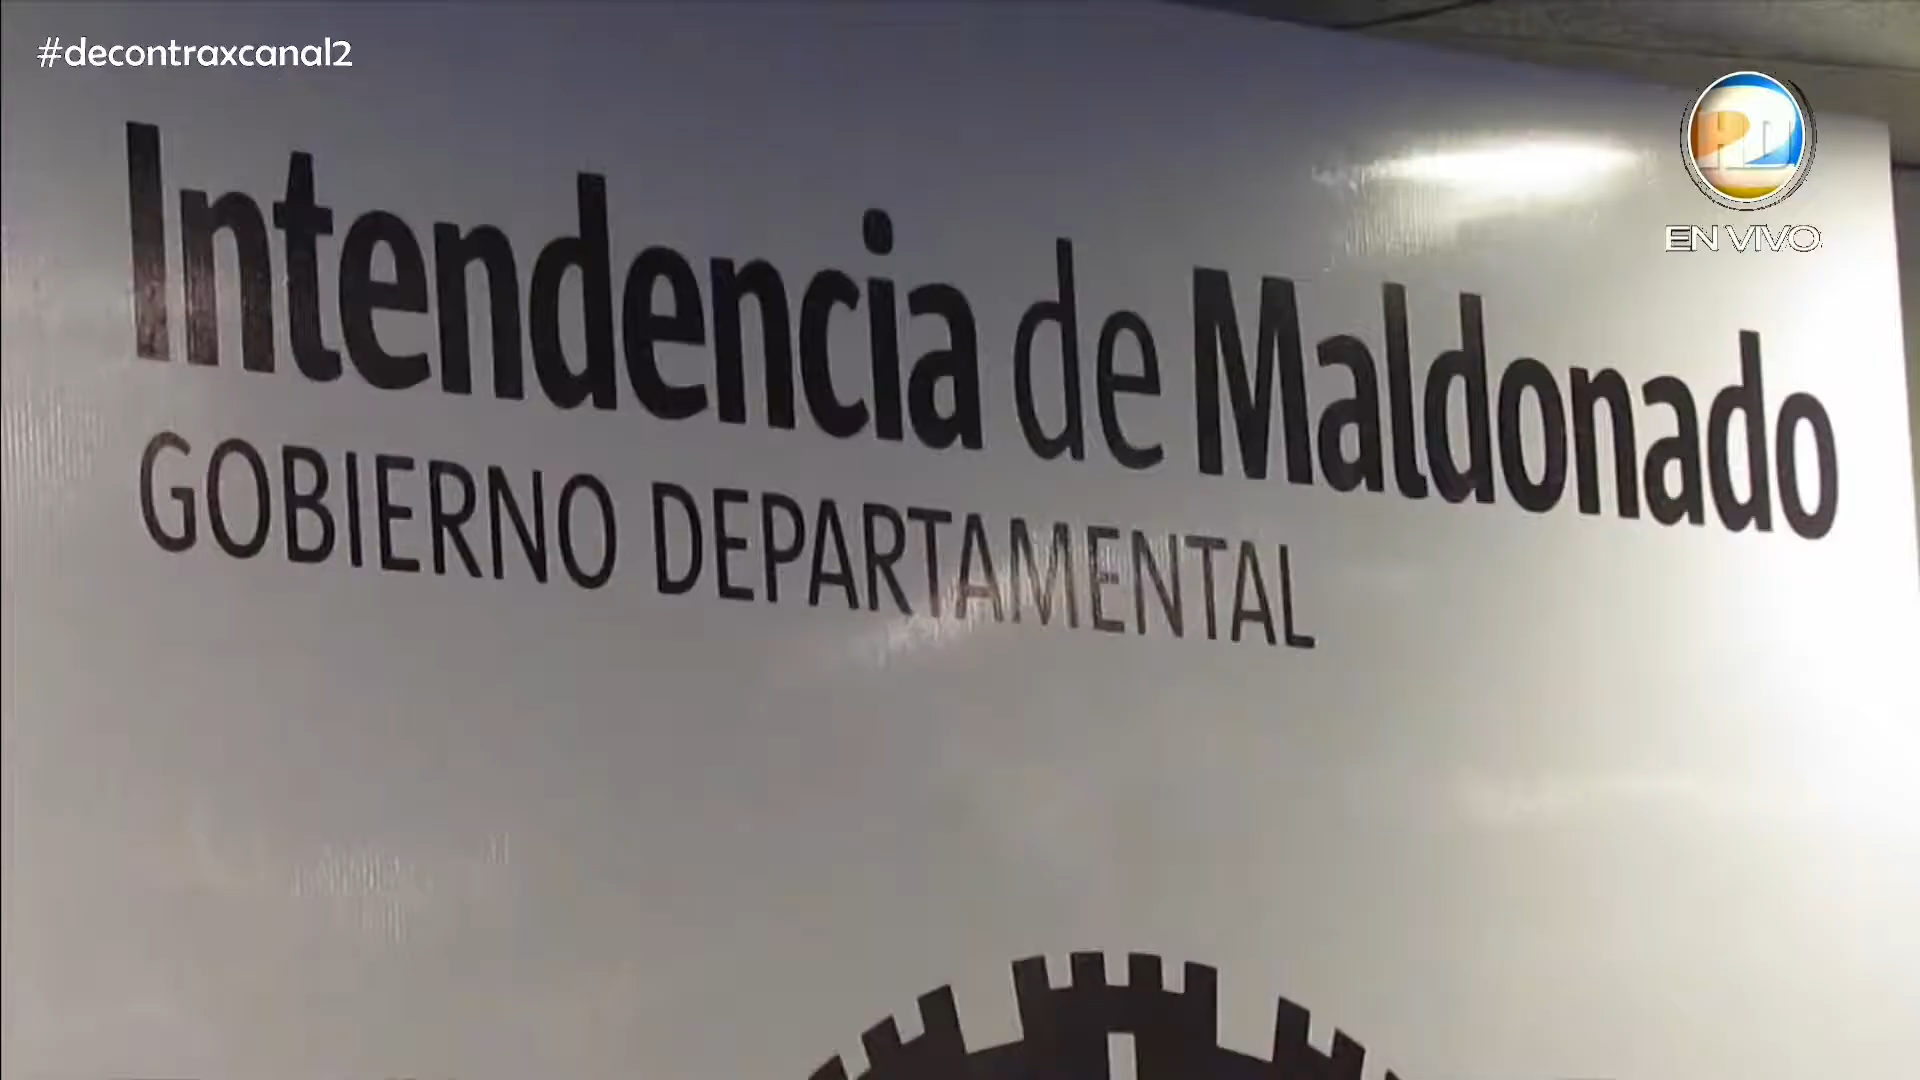 #decontraxcanal2
EN VIVO
Intendencia de Maldonado
GOBIERNO DEPARTAMENTAL